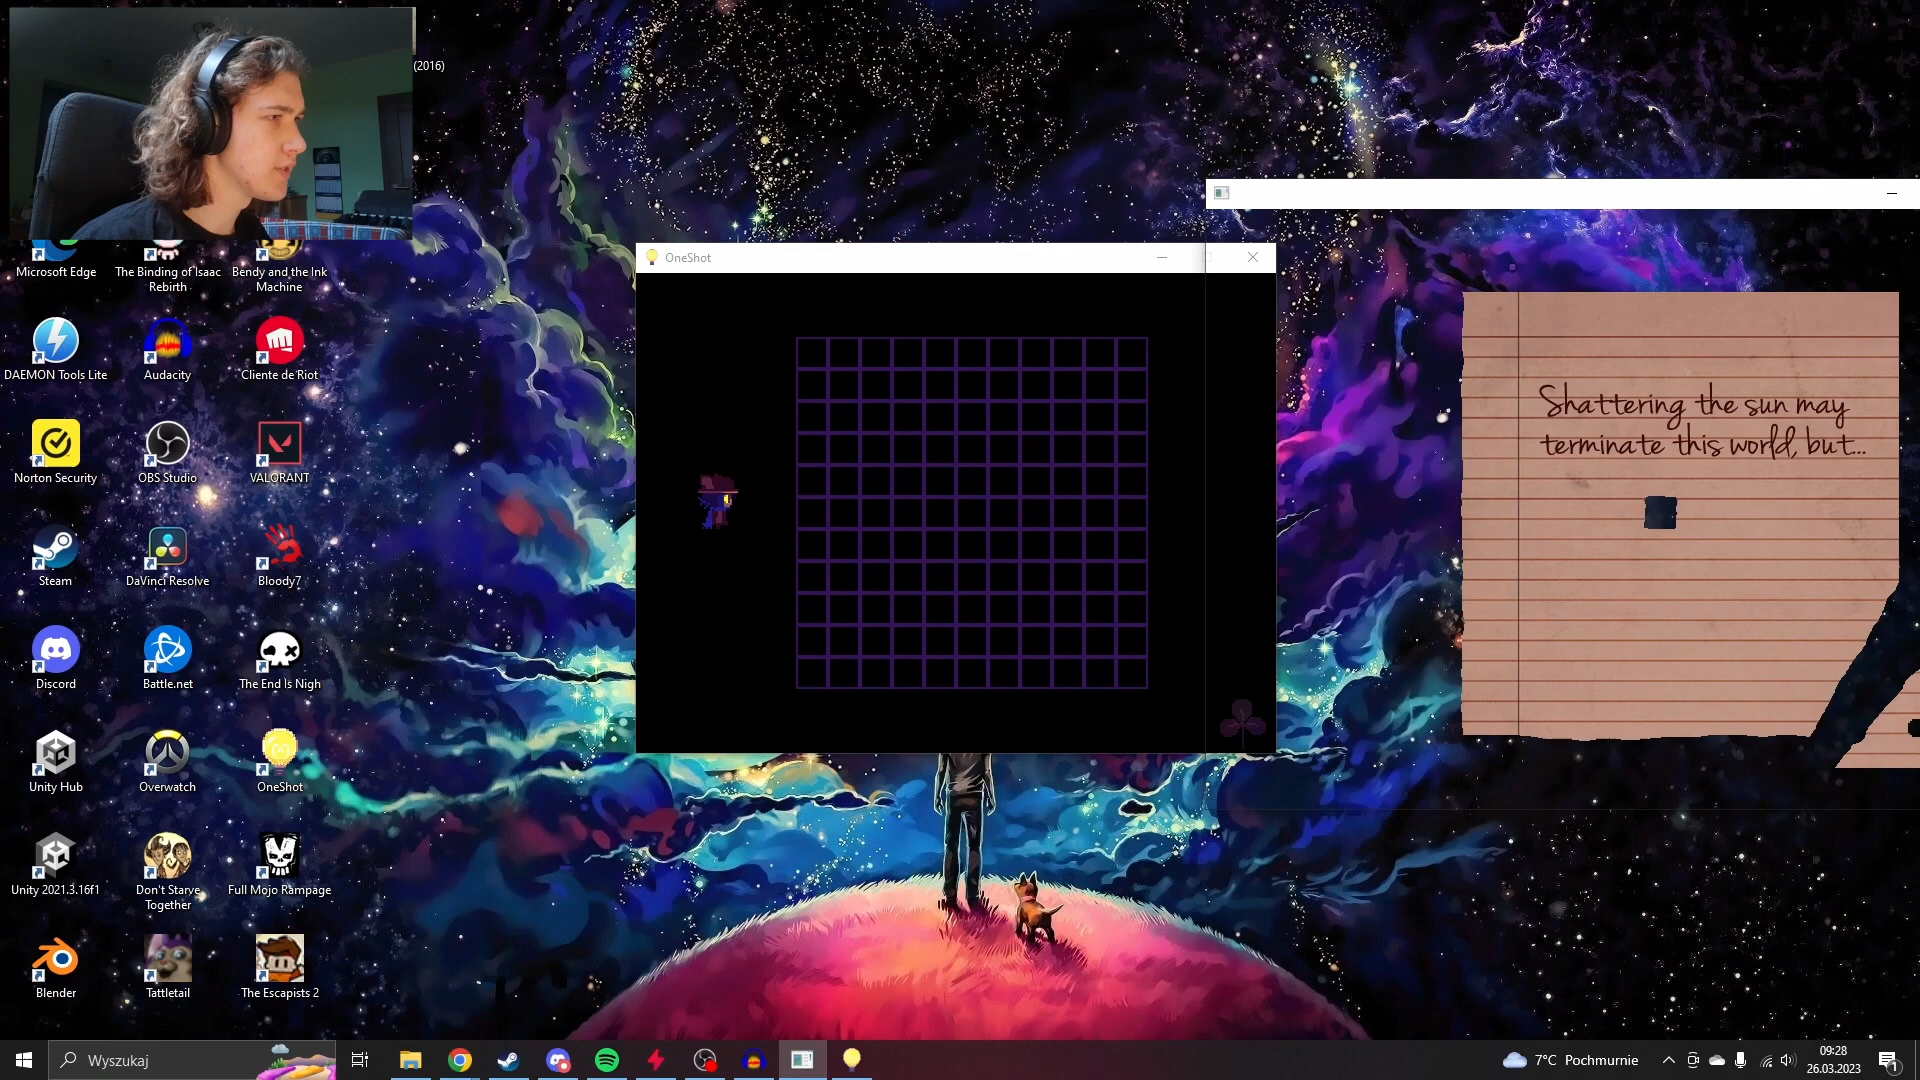 (2016)
Microsoft Edge
The Binding of Isaac
Rebirth
Bendy and the Ink
Machine
DAEMON Tools Lite
Audacity
Cliente de Riot
Norton Security
OBS Studio
VALORANT
Steam
DaVinci Resolve
Bloody7
Discord
Battle.net
The End Is Nigh
Unity Hub
Overwatch
OneShot
Unity 2021.3.16f1
Don't Starve
Together
Full Mojo Rampage
Blender
Tattletail
The Escapists 2
OneShot
Shattering the sun may
terminate this world, but...
Wyszukaj
7°C Pochmurnie
09:28
26.03.2023
1